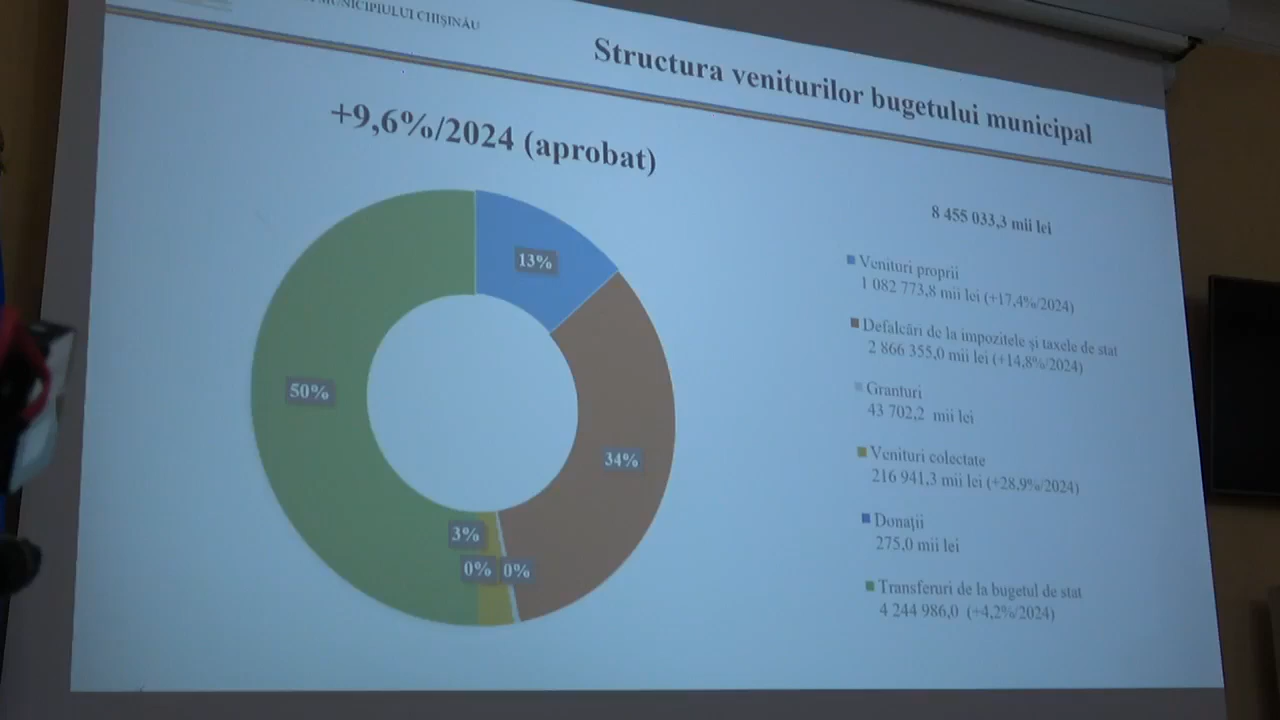 MUNICIPIULUI CHIȘINĂU
Structura veniturilor bugetului municipal
+9,6%/2024 (aprobat)
8 455 033,3 mii lei
13%
34%
50%
3%
0%
0%
Venituri proprii
1 082 773,8 mii lei (+17,4%/2024)
Defalcări de la impozitele și taxele de stat
2 866 355,0 mii lei (+14,8%/2024)
Granturi
43 702,2 mii lei
Venituri colectate
216 941,3 mii lei (+28,9%/2024)
Donații
275,0 mii lei
Transferuri de la bugetul de stat
4 244 986,0 (+4,2%/2024)